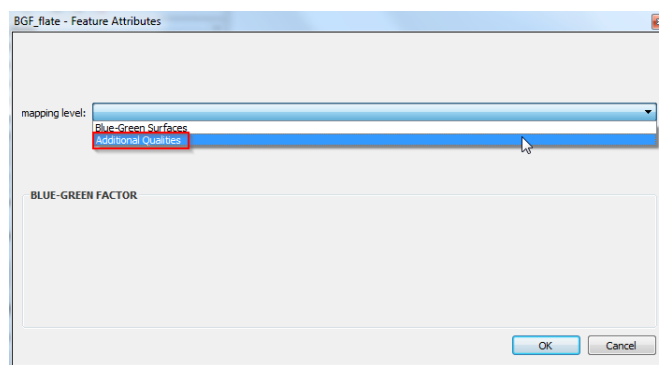 BGF_flate - Feature Attributes
mapping level:
Blue-Green Surfaces
Additional Qualities
BLUE-GREEN FACTOR
OK
Cancel